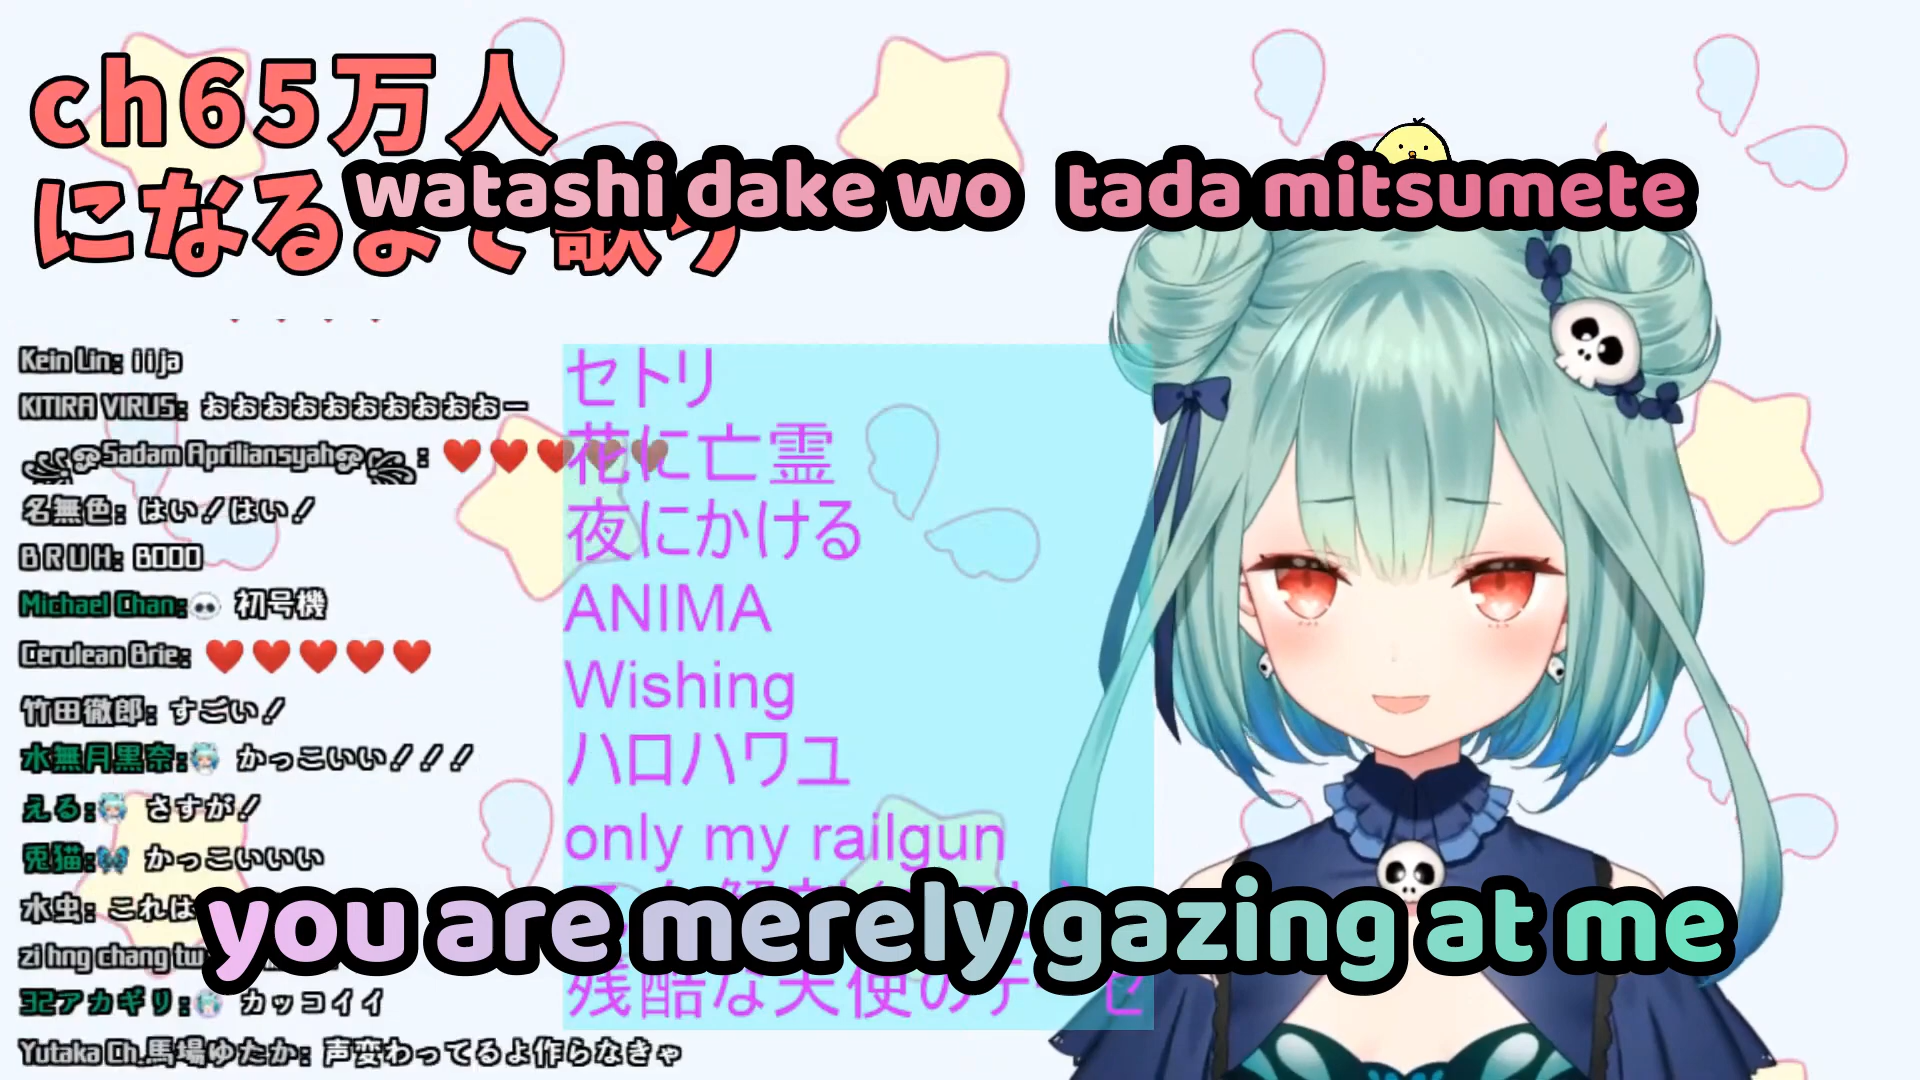 ch65万人
になるまで歌う
watashi dake wo tada mitsumete
Kein Lin: iija
KITIRA VIRUS: おおおおおおおおおおー
Sadam Apriliansyah: ❤❤❤❤❤
名無色: はい！はい！
B R U H: BOOO
Michael Chan: 初号機
Cerulean Brie: ❤❤❤❤❤
竹田徹郎: すごい！
水無月黒奈: かっこいい！！！
える: さすが！
兎猫: かっこいいい
水虫: これは
zi hng chang tw
32アカギリ: カッコイイ
Yutaka Ch.馬場ゆたか: 声変わってるよ作らなきゃ
セトリ
花に亡霊
夜にかける
ANIMA
Wishing
ハロハワユ
only my railgun
残酷な天使のテーゼ
you are merely gazing at me